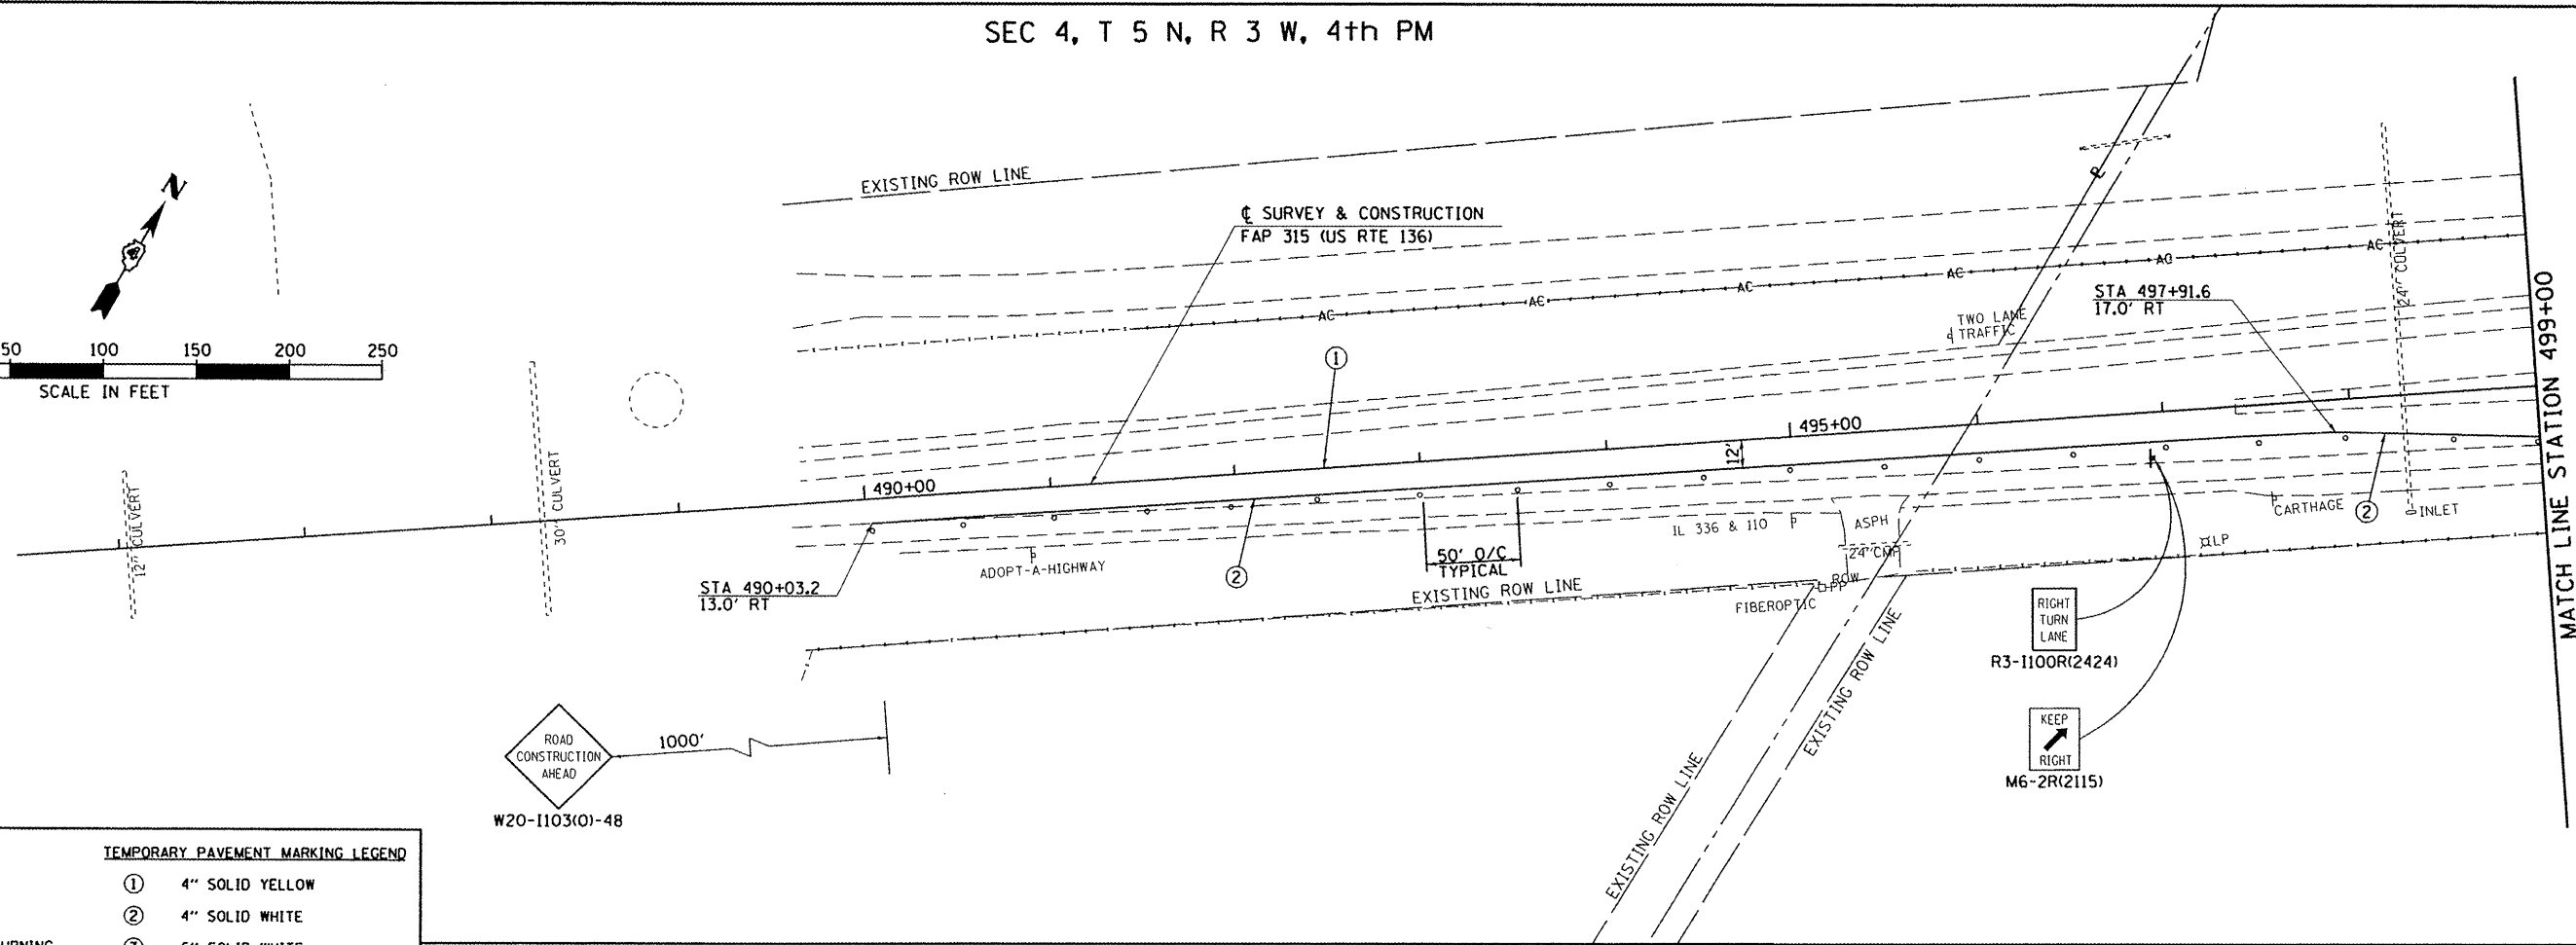 SEC 4, T 5 N, R 3 W, 4th PM
N
50 100 150 200 250
SCALE IN FEET
12" CULVERT
30" CULVERT
EXISTING ROW LINE
℄ SURVEY & CONSTRUCTION
FAP 315 (US RTE 136)
AC
AC
AC
AC
AC
AC
1
TWO LANE
TRAFFIC
P
STA 497+91.6
17.0' RT
24" CULVERT
MATCH LINE STATION 499+00
490+00
495+00
12'
STA 490+03.2
13.0' RT
ADOPT-A-HIGHWAY
2
50' O/C
TYPICAL
EXISTING ROW LINE
IL 336 & 110
ASPH
24" CMP
ROW
PP
FIBEROPTIC
CARTHAGE
2
INLET
LP
EXISTING ROW LINE
EXISTING ROW LINE
RIGHT
TURN
LANE
R3-I100R(2424)
KEEP
RIGHT
M6-2R(2115)
ROAD
CONSTRUCTION
AHEAD
1000'
W20-I103(O)-48
TEMPORARY PAVEMENT MARKING LEGEND
1 4" SOLID YELLOW
2 4" SOLID WHITE